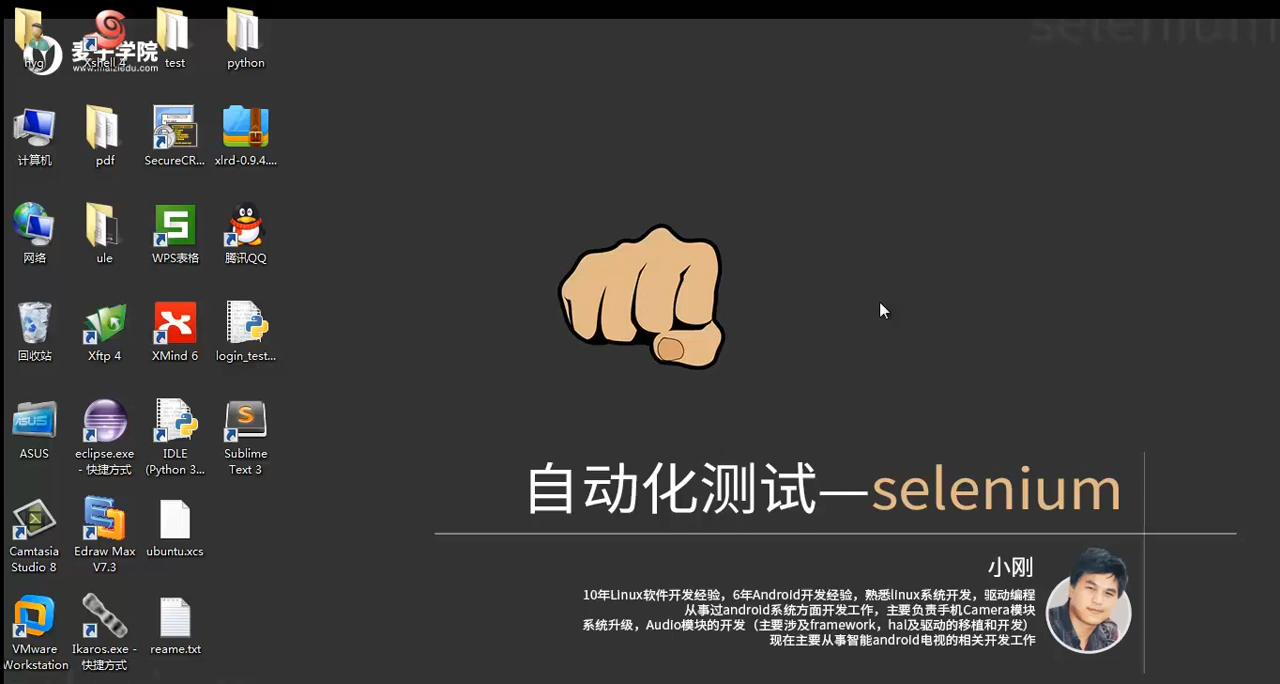 selenium
hyg
Xshell 4
test
python
麦子学院
www.maiziedu.com
计算机
pdf
SecureCR...
xlrd-0.9.4....
网络
ule
WPS表格
腾讯QQ
回收站
Xftp 4
XMind 6
login_test...
ASUS
ASUS
eclipse.exe
- 快捷方式
IDLE
(Python 3...
Sublime
Text 3
Camtasia
Studio 8
Edraw Max
V7.3
ubuntu.xcs
VMware
Workstation
Ikaros.exe -
快捷方式
reame.txt
自动化测试—selenium
小刚
10年Linux软件开发经验，6年Android开发经验，熟悉linux系统开发，驱动编程
从事过android系统方面开发工作，主要负责手机Camera模块
系统升级，Audio模块的开发（主要涉及framework，hal及驱动的移植和开发）
现在主要从事智能android电视的相关开发工作